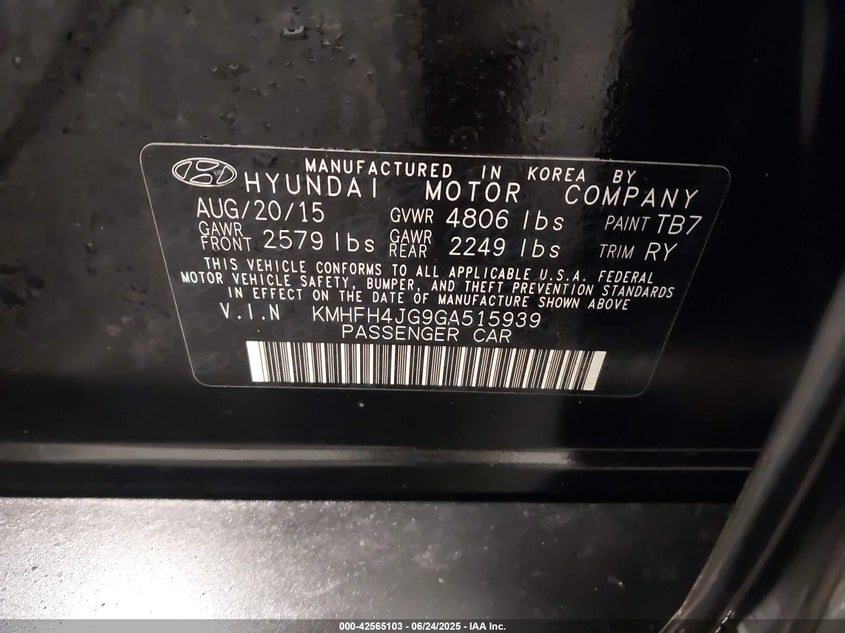 MANUFACTURED IN KOREA BY
HYUNDAI MOTOR COMPANY
AUG/20/15 GVWR 4806 lbs PAINT TB7
GAWR FRONT 2579 lbs GAWR REAR 2249 lbs TRIM RY
THIS VEHICLE CONFORMS TO ALL APPLICABLE U.S.A. FEDERAL
MOTOR VEHICLE SAFETY, BUMPER, AND THEFT PREVENTION STANDARDS
IN EFFECT ON THE DATE OF MANUFACTURE SHOWN ABOVE
V.I.N KMHFH4JG9GA515939
PASSENGER CAR
000-42565103 - 06/24/2025 - IAA Inc.